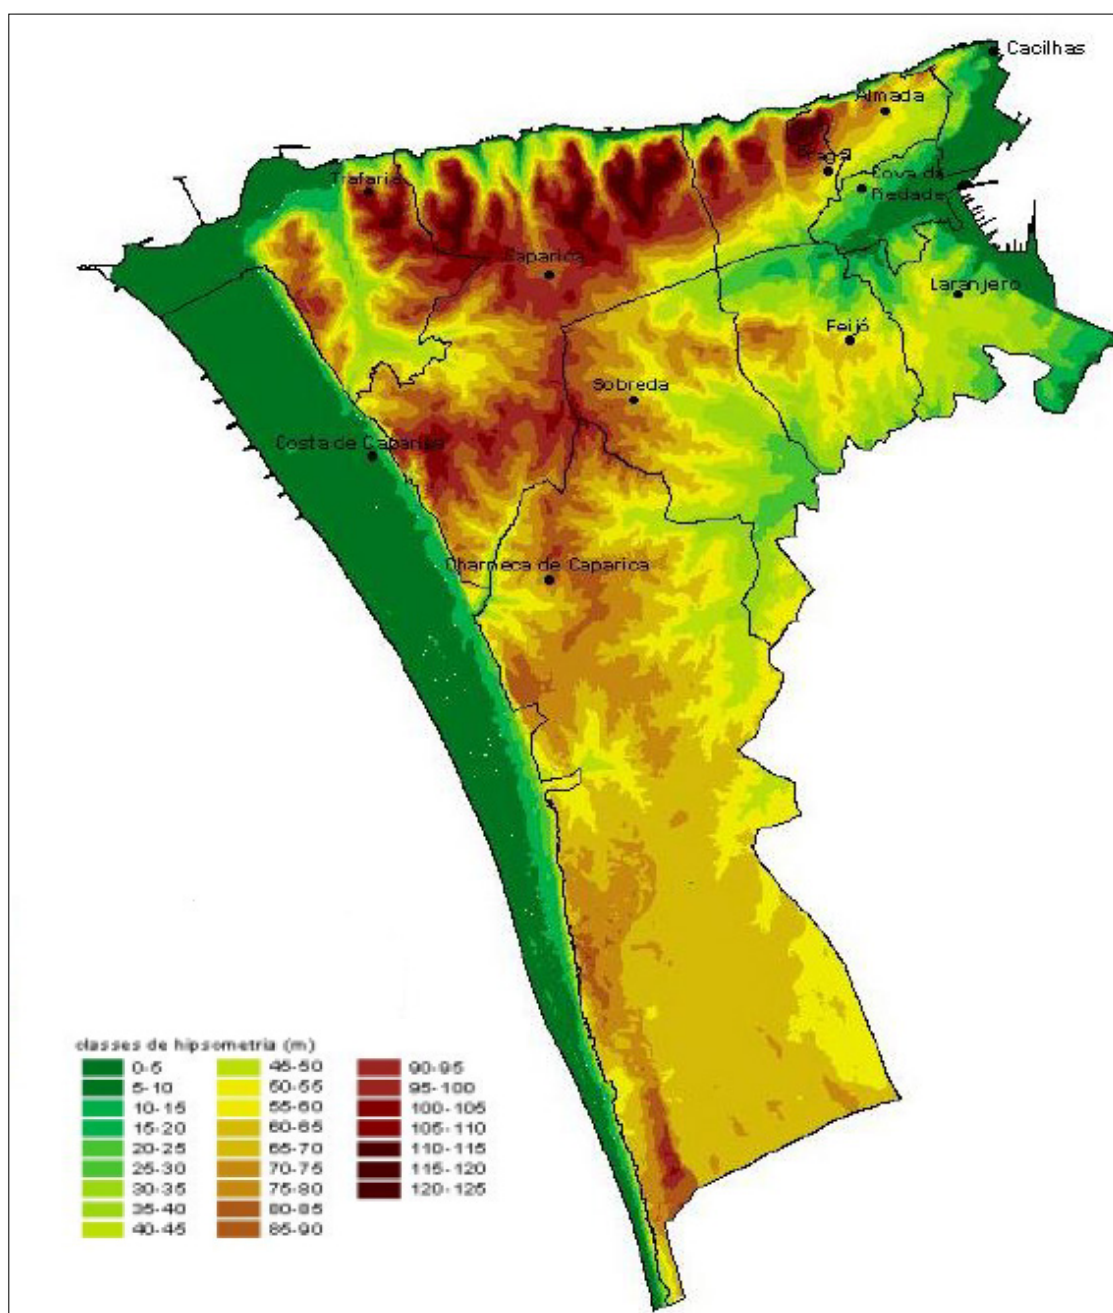 Cacilhas
Almada
Pragal
Cova da
Piedade
Trafaria
Caparica
Laranjero
Feijó
Sobreda
Costa de Caparica
Charneca de Caparica
classes de hipsometria (m)
0-5
5-10
10-15
15-20
20-25
25-30
30-35
35-40
40-45
45-50
50-55
55-60
60-65
65-70
70-75
75-80
80-85
85-90
90-95
95-100
100-105
105-110
110-115
115-120
120-125